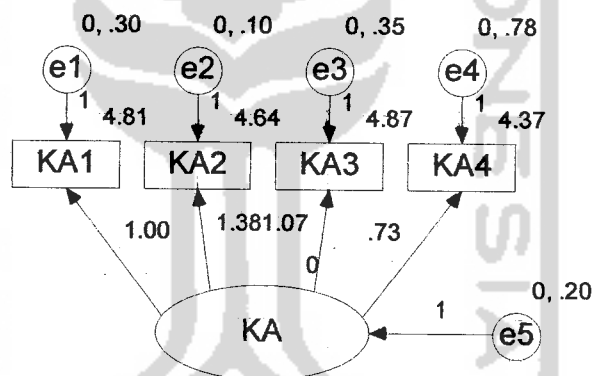 0, .30 0, .10 0, .35 0, .78
e1 e2 e3 e4
1 1 1 1
4.81 4.64 4.87 4.37
KA1 KA2 KA3 KA4
1.00 1.38 1.07 .73
0
0, .20
KA 1 e5